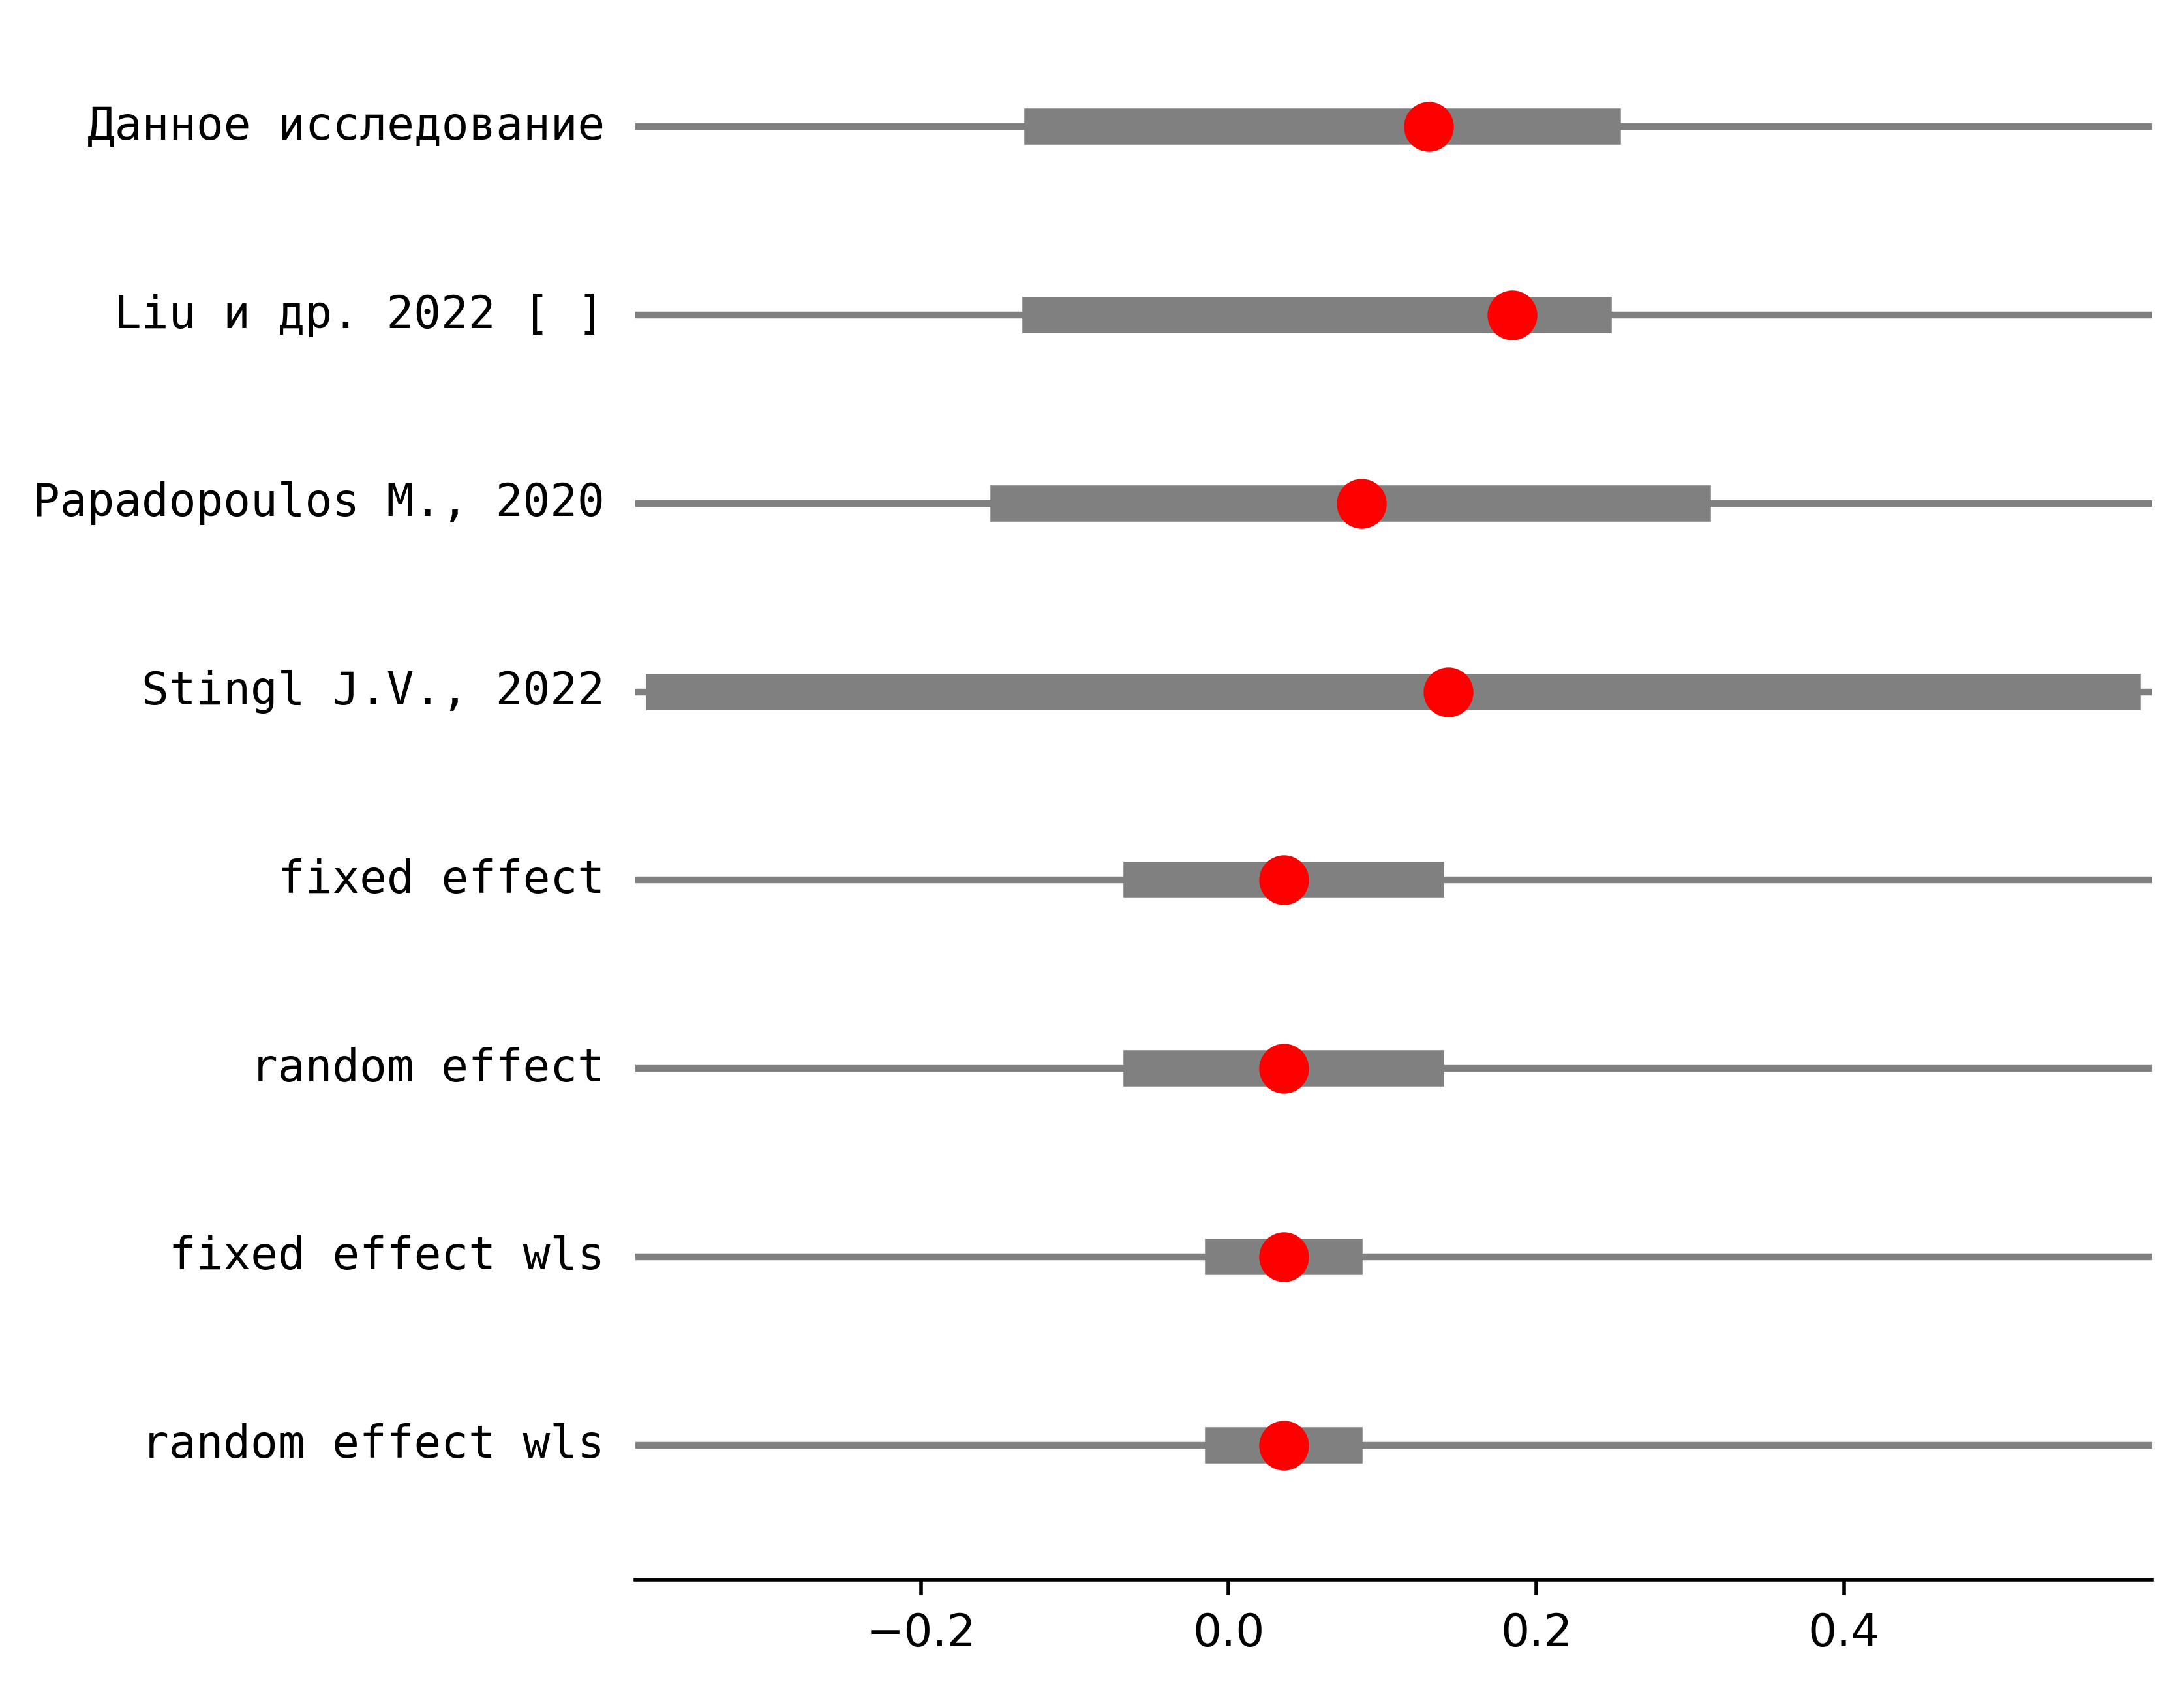 Данное исследование
Liu и др. 2022 [ ]
Papadopoulos M., 2020
Stingl J.V., 2022
fixed effect
random effect
fixed effect wls
random effect wls
−0.2 0.0 0.2 0.4